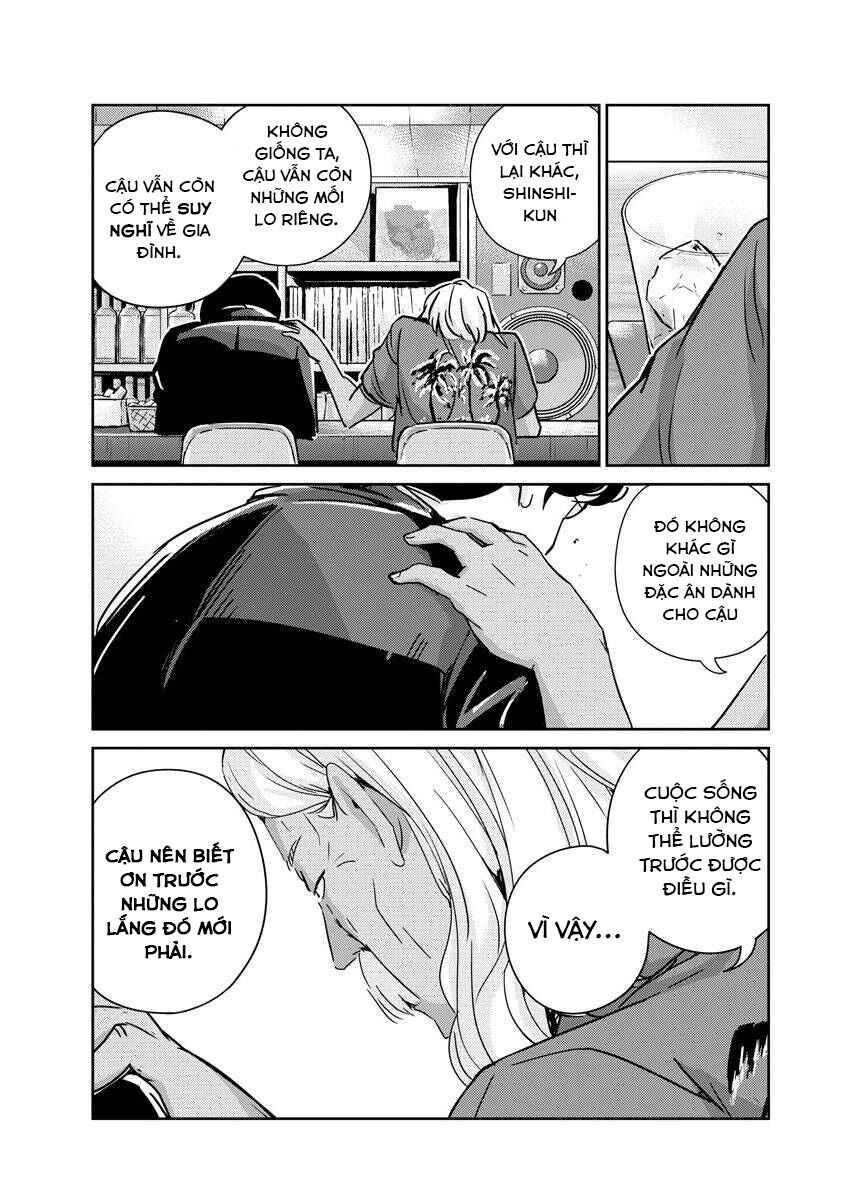 VỚI CẬU THÌ
LẠI KHÁC,
SHINSHI-
KUN
KHÔNG
GIỐNG TA,
CẬU VẪN CÒN
NHỮNG MỐI
LO RIÊNG.
CẬU VẪN CÒN
CÓ THỂ SUY
NGHĨ VỀ GIA
ĐÌNH.
ĐÓ KHÔNG
KHÁC GÌ
NGOÀI NHỮNG
ĐẶC ÂN DÀNH
CHO CẬU
CUỘC SỐNG
THÌ KHÔNG
THỂ LƯỜNG
TRƯỚC ĐƯỢC
ĐIỀU GÌ.
VÌ VẬY...
CẬU NÊN BIẾT
ƠN TRƯỚC
NHỮNG LO
LẮNG ĐÓ MỚI
PHẢI.